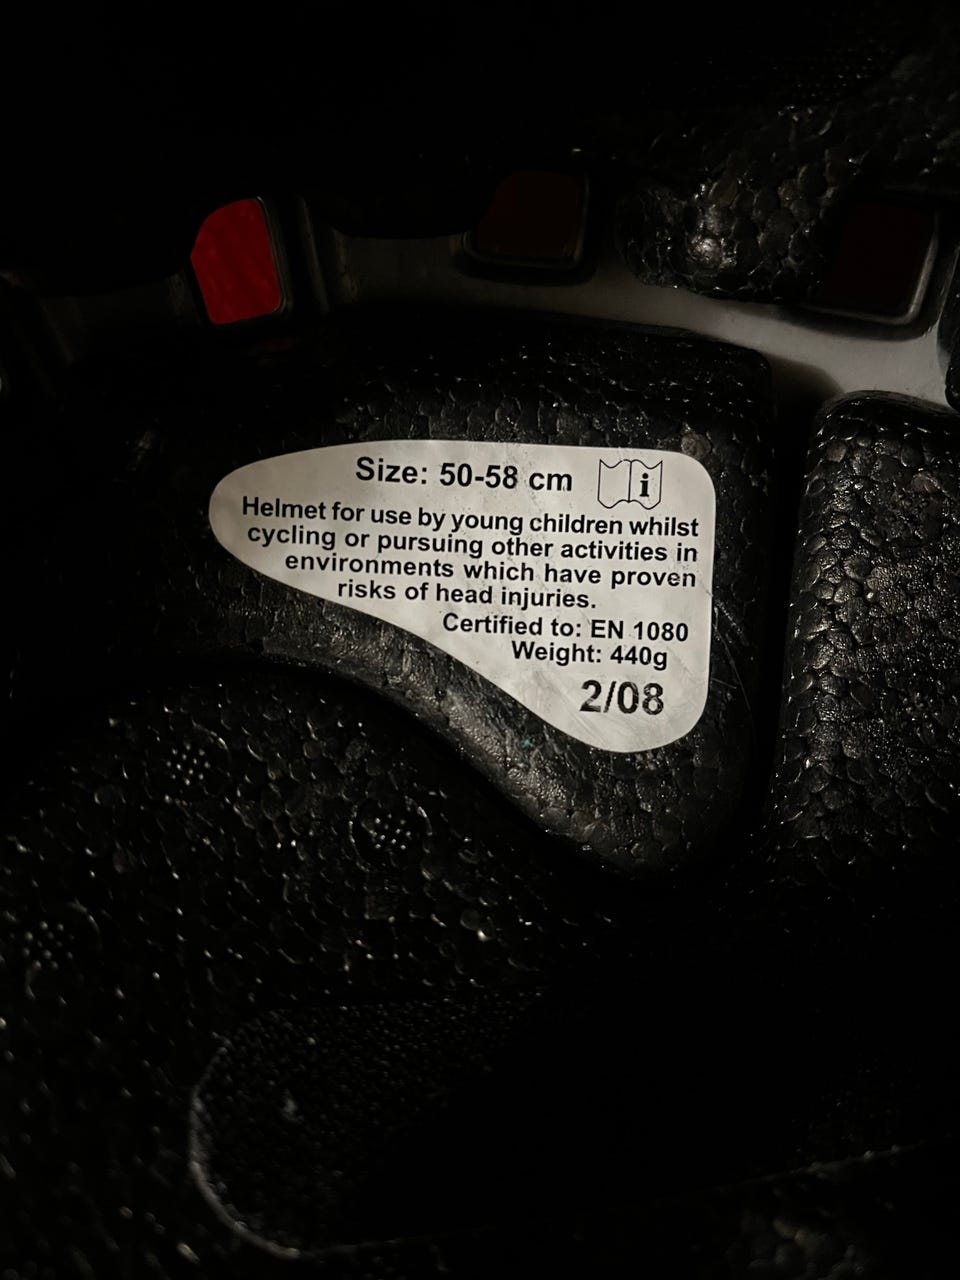 Size: 50-58 cm i
Helmet for use by young children whilst
cycling or pursuing other activities in
environments which have proven
risks of head injuries.
Certified to: EN 1080
Weight: 440g
2/08